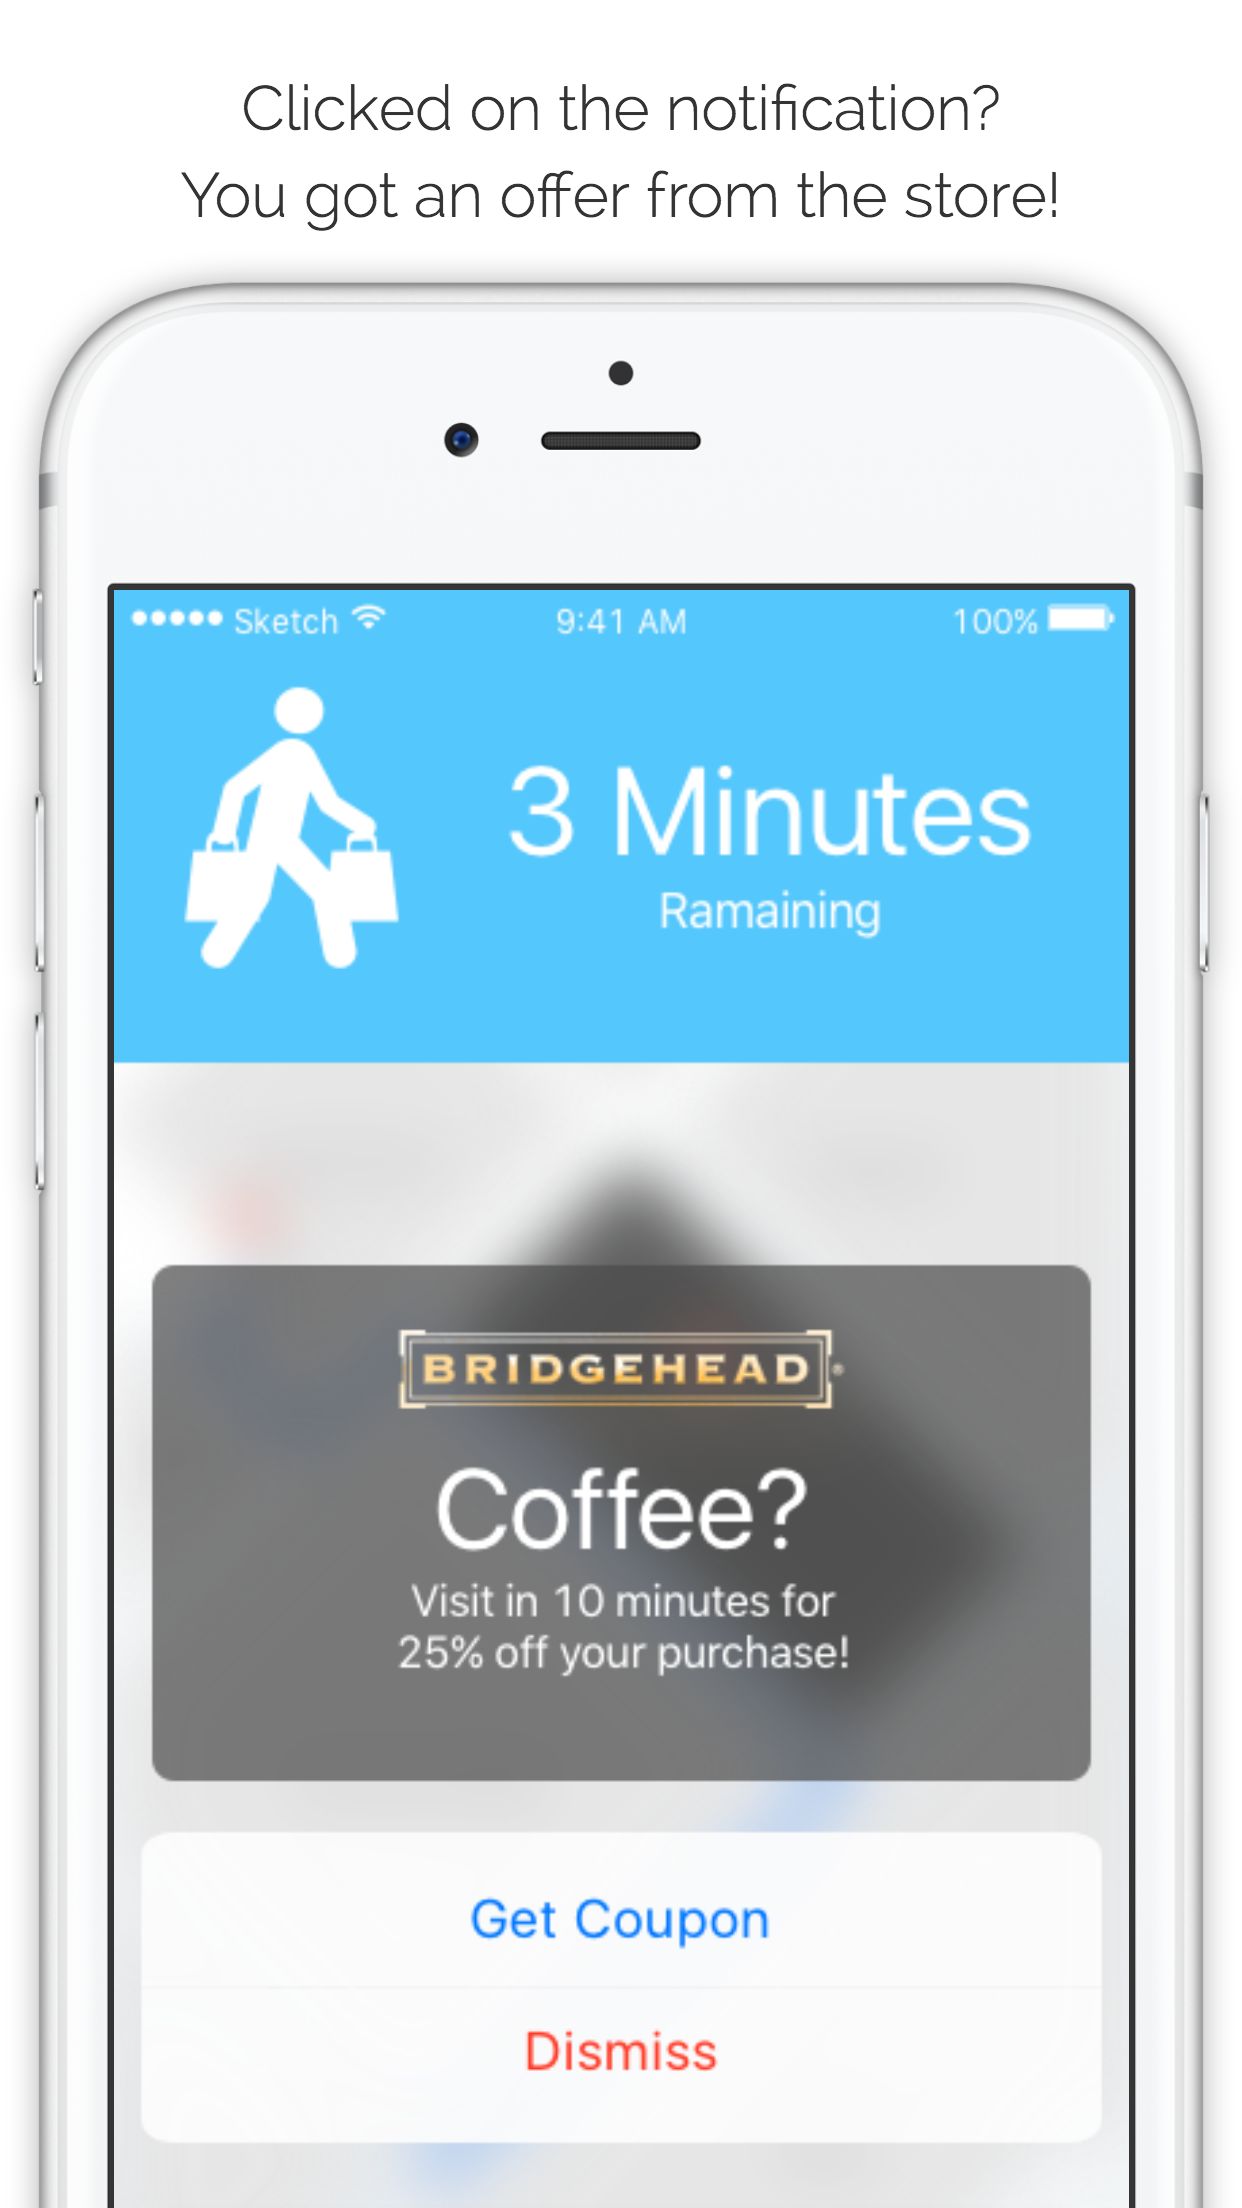 Clicked on the notification?
You got an offer from the store!
Sketch 9:41 AM 100%
3 Minutes
Ramaining
BRIDGEHEAD®
Coffee?
Visit in 10 minutes for
25% off your purchase!
Get Coupon
Dismiss